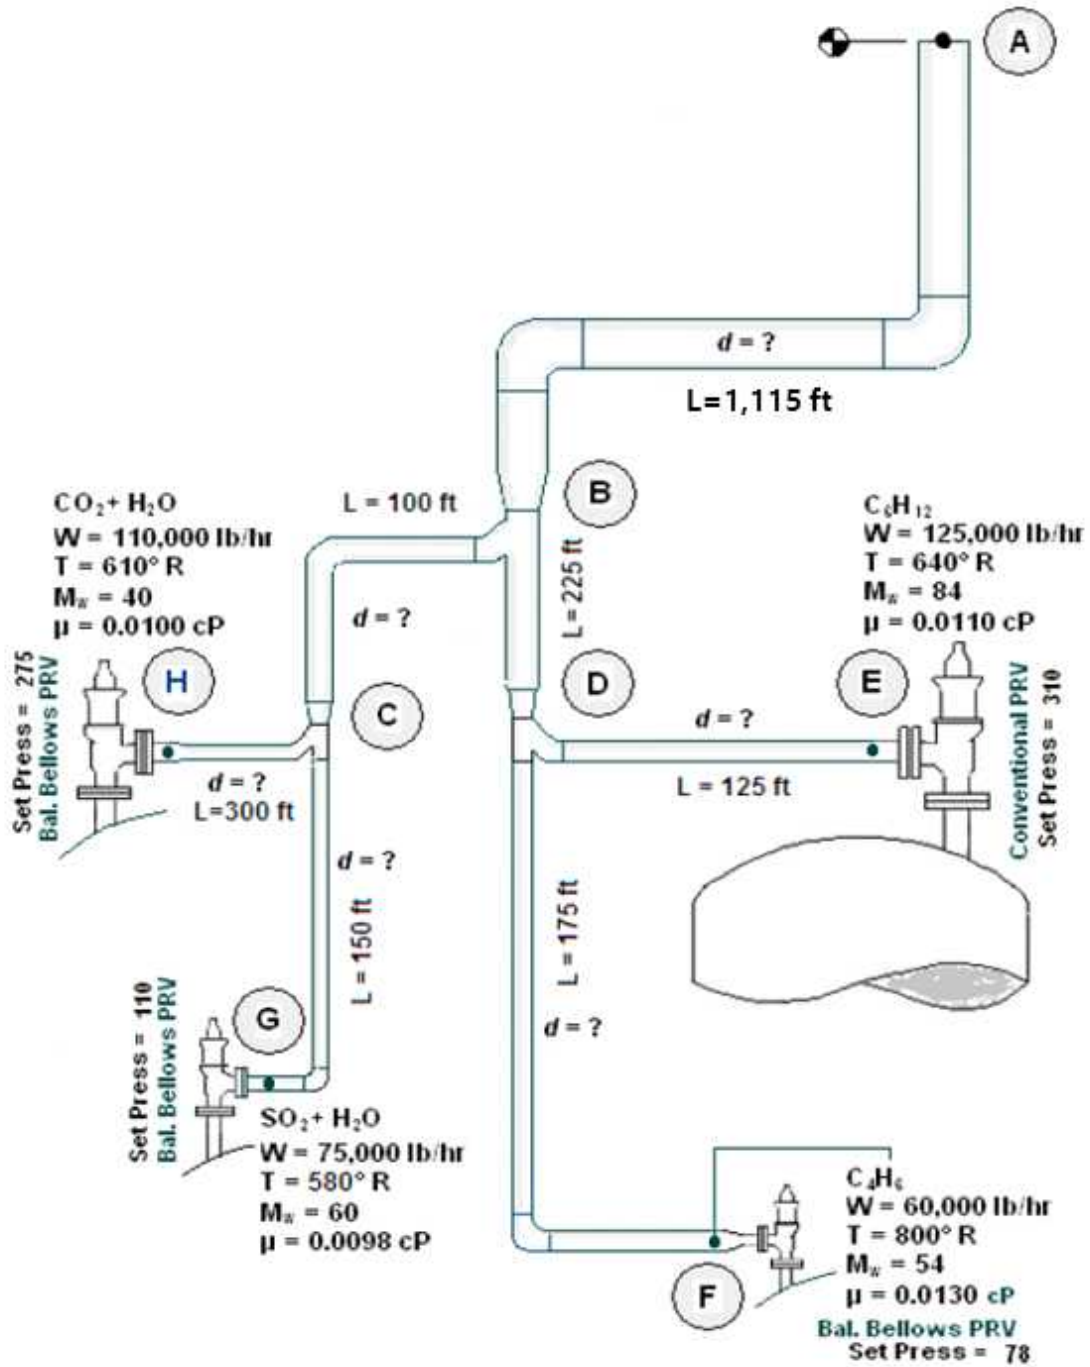 A
d = ?
L=1,115 ft
B
CO₂+ H₂O
W = 110,000 lb/hr
T = 610° R
Mw = 40
µ = 0.0100 cP
L = 100 ft
d = ?
L = 225 ft
C₆H₁₂
W = 125,000 lb/hr
T = 640° R
Mw = 84
µ = 0.0110 cP
H
Set Press = 275
Bal. Bellows PRV
C
D
E
d = ?
L = 125 ft
Conventional PRV
Set Press = 310
d = ?
L=300 ft
d = ?
L = 150 ft
L = 175 ft
d = ?
G
Set Press = 110
Bal. Bellows PRV
SO₂+ H₂O
W = 75,000 lb/hr
T = 580° R
Mw = 60
µ = 0.0098 cP
F
C₄H₆
W = 60,000 lb/hr
T = 800° R
Mw = 54
µ = 0.0130 cP
Bal. Bellows PRV
Set Press = 78